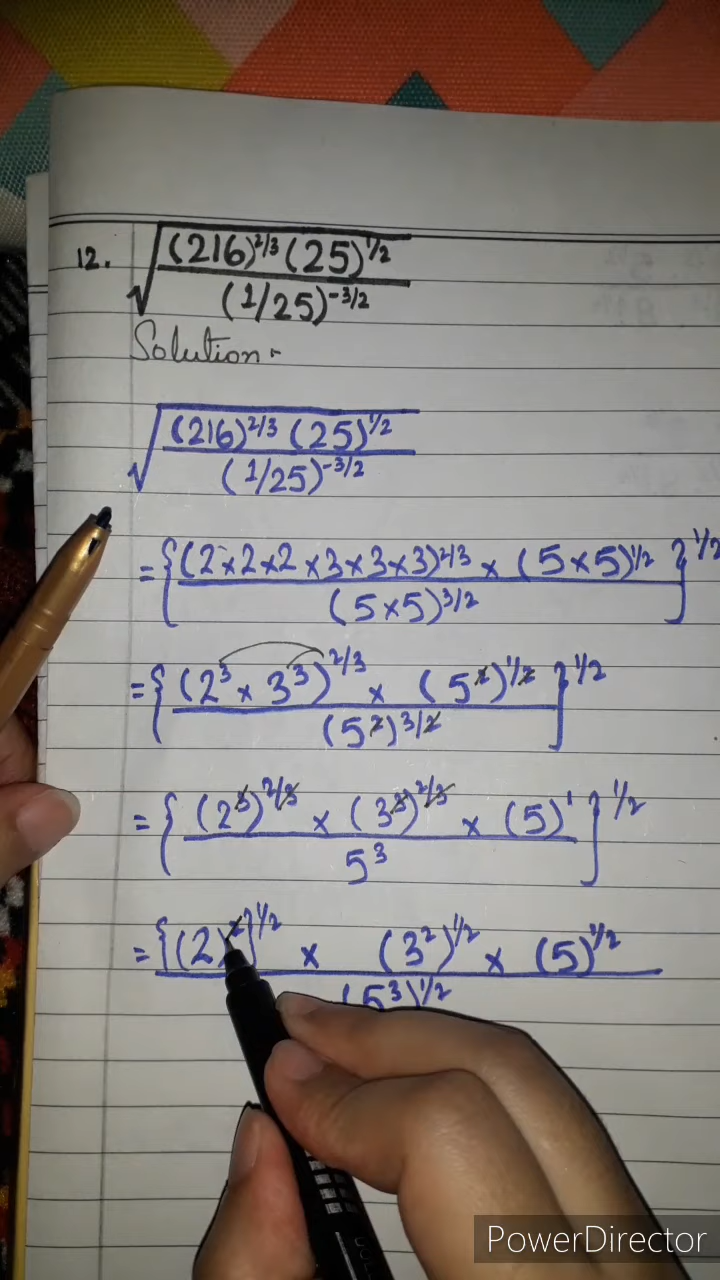 12. √((216)^2/3 (25)^1/2 / (1/25)^-3/2)
Solution:-
√((216)^2/3 (25)^1/2 / (1/25)^-3/2)
= {(2×2×2×3×3×3)^2/3 × (5×5)^1/2 / (5×5)^3/2}^1/2
= {(2^3 × 3^3)^2/3 × (5^2)^1/2 / (5^2)^3/2}^1/2
= {(2^3)^2/3 × (3^3)^2/3 × (5)^1 / 5^3}^1/2
= {(2)^2}^1/2 × (3^2)^1/2 × (5)^1/2 / (5^3)^1/2
PowerDirector